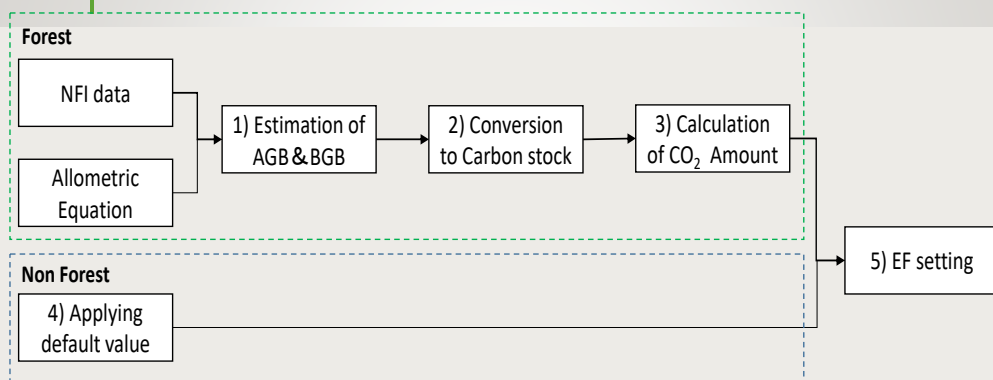 Forest
NFI data
Allometric
Equation
1) Estimation of
AGB&BGB
2) Conversion
to Carbon stock
3) Calculation
of CO₂ Amount
Non Forest
4) Applying
default value
5) EF setting